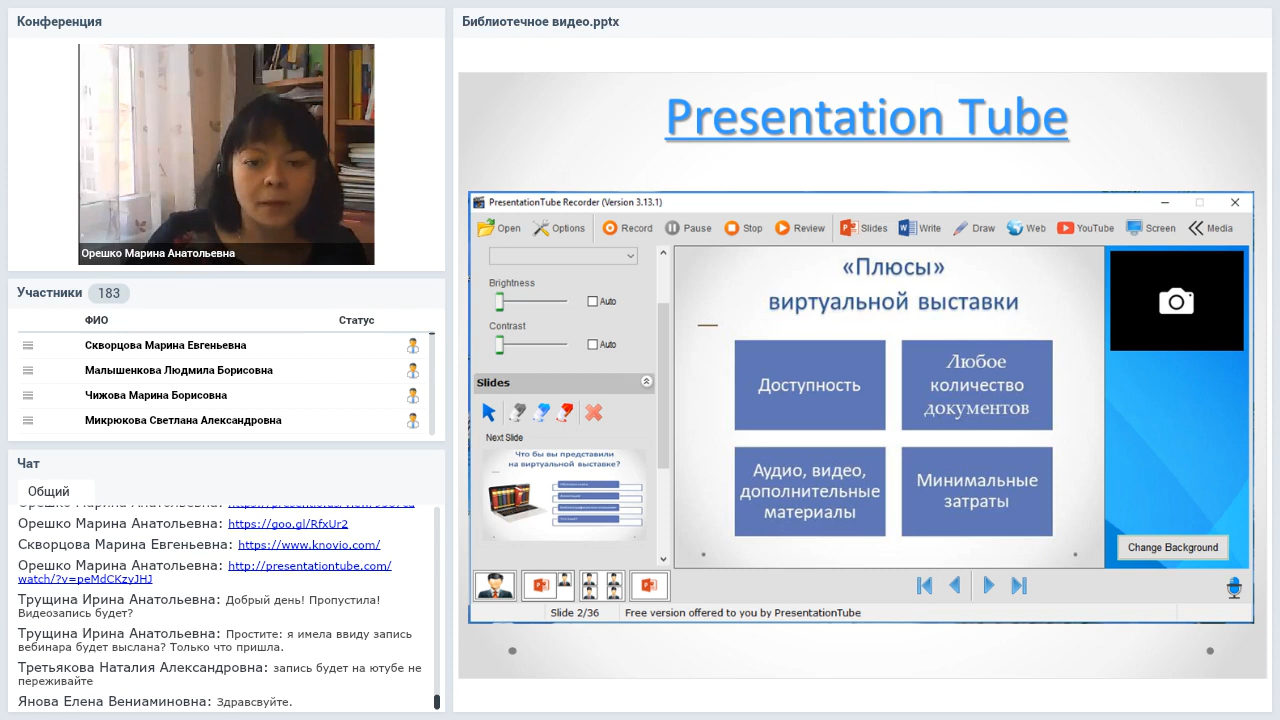 Конференция
Орешко Марина Анатольевна
Участники 183
ФИО Статус
Скворцова Марина Евгеньевна
Малышенкова Людмила Борисовна
Чижова Марина Борисовна
Микрюкова Светлана Александровна
Чат
Общий
Орешко Марина Анатольевна: https://goo.gl/RfxUr2
Скворцова Марина Евгеньевна: https://www.knovio.com/
Орешко Марина Анатольевна: http://presentationtube.com/
watch/?v=peMdCKzyJHJ
Трущина Ирина Анатольевна: Добрый день! Пропустила!
Видеозапись будет?
Трущина Ирина Анатольевна: Простите: я имела ввиду запись
вебинара будет выслана? Только что пришла.
Третьякова Наталия Александровна: запись будет на ютубе не
переживайте
Янова Елена Вениаминовна: Здравсвуйте.
Библиотечное видео.pptx
Presentation Tube
PresentationTube Recorder (Version 3.13.1)
Open Options Record Pause Stop Review Slides Write Draw Web YouTube Screen Media
Brightness
Auto
Contrast
Auto
Slides
Next Slide
Что бы вы представили
на виртуальной выставке?
«Плюсы»
виртуальной выставки
Доступность
Любое
количество
документов
Аудио, видео,
дополнительные
материалы
Минимальные
затраты
Change Background
Slide 2/36 Free version offered to you by PresentationTube